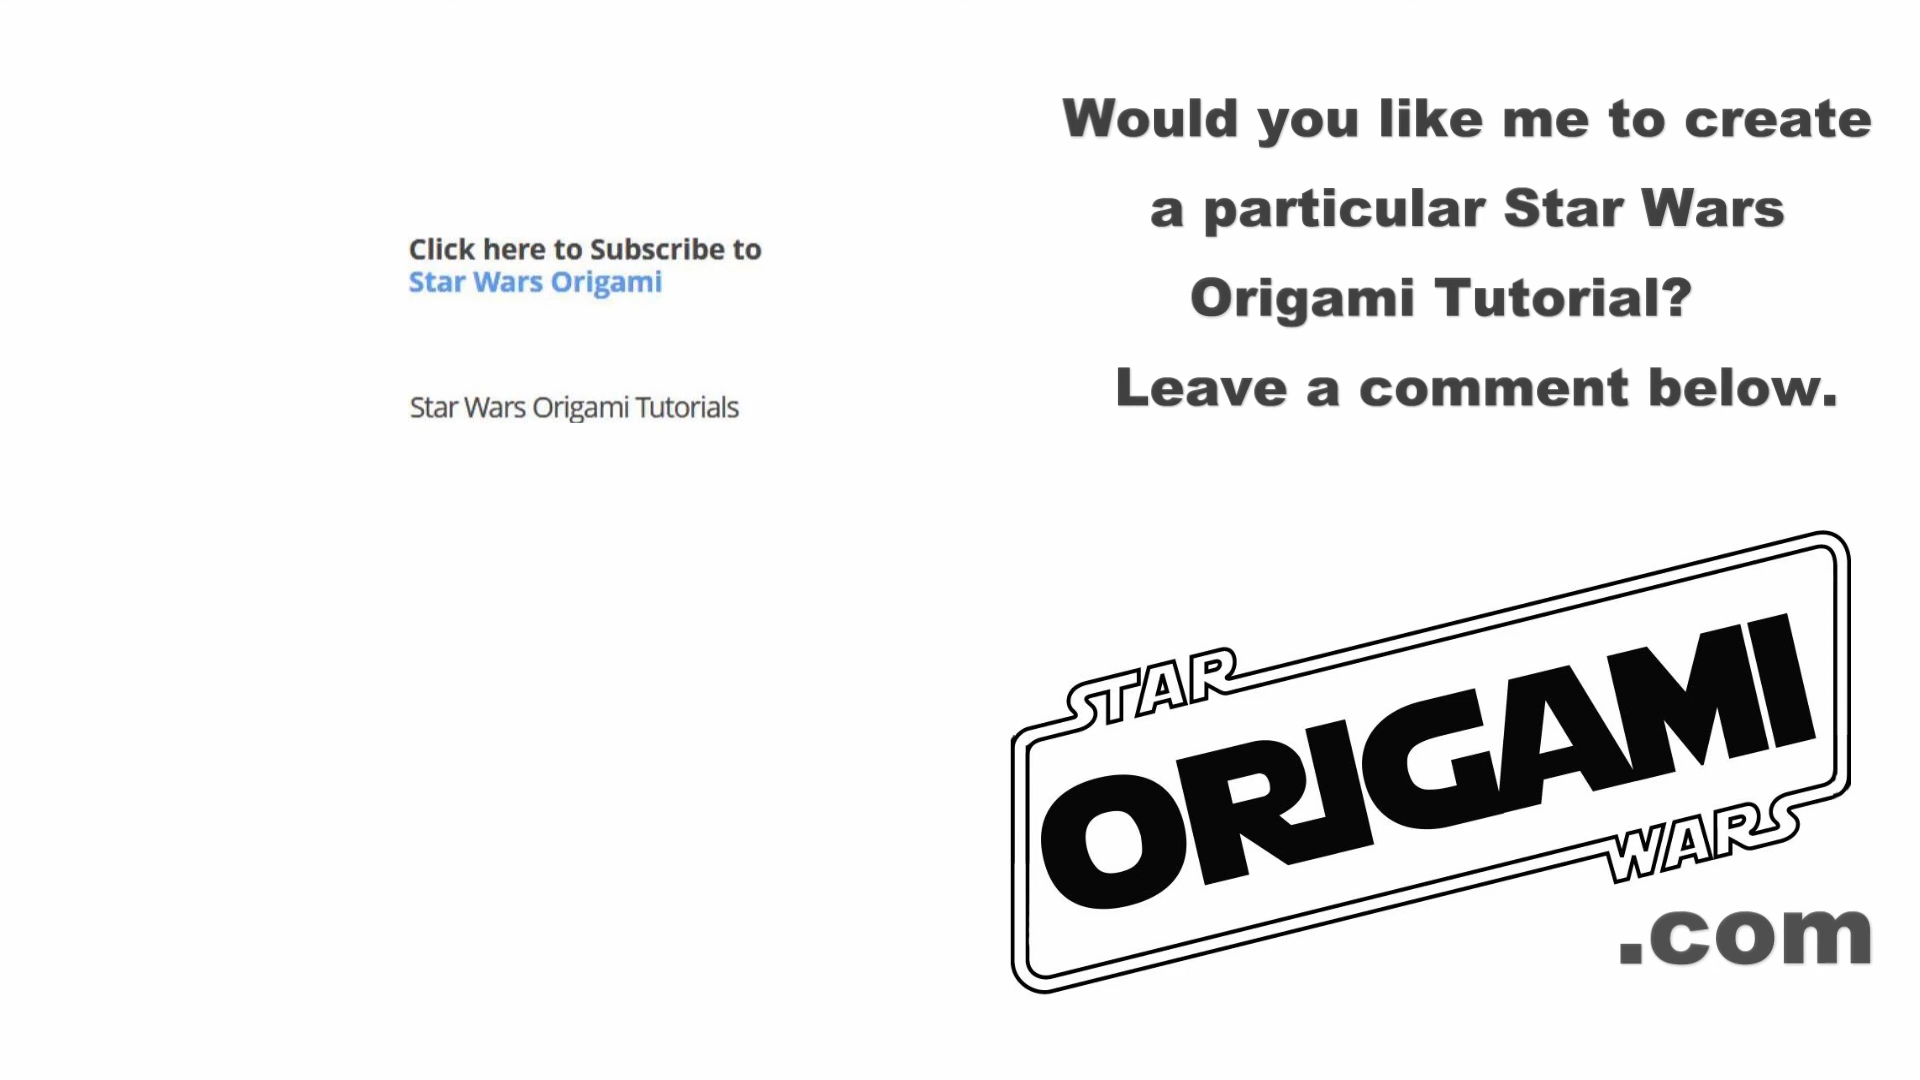 Click here to Subscribe to
Star Wars Origami
Star Wars Origami Tutorials
Would you like me to create
a particular Star Wars
Origami Tutorial?
Leave a comment below.
STAR
ORIGAMI
WARS
.com